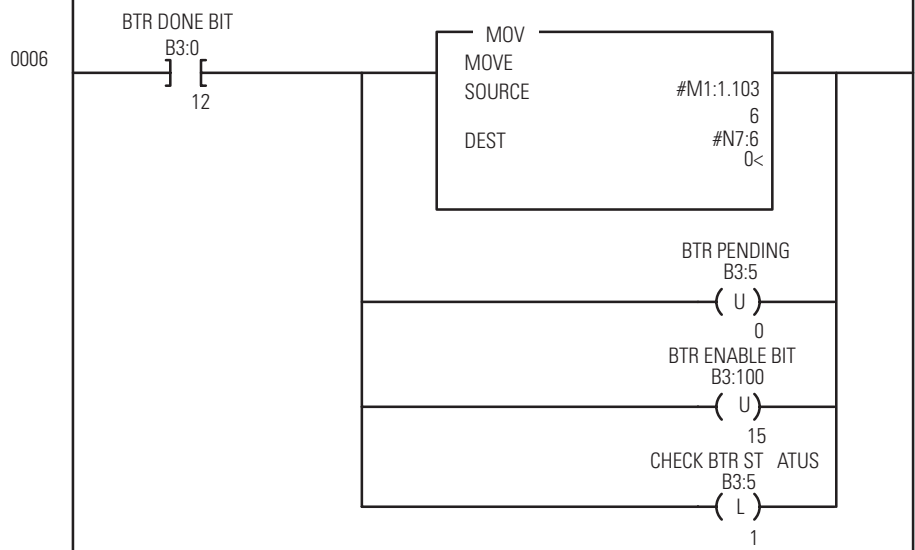 BTR DONE BIT
B3:0
0006
12
MOV
MOVE
SOURCE #M1:1.103
6
DEST #N7:6
0<
BTR PENDING
B3:5
U
0
BTR ENABLE BIT
B3:100
U
15
CHECK BTR ST ATUS
B3:5
L
1